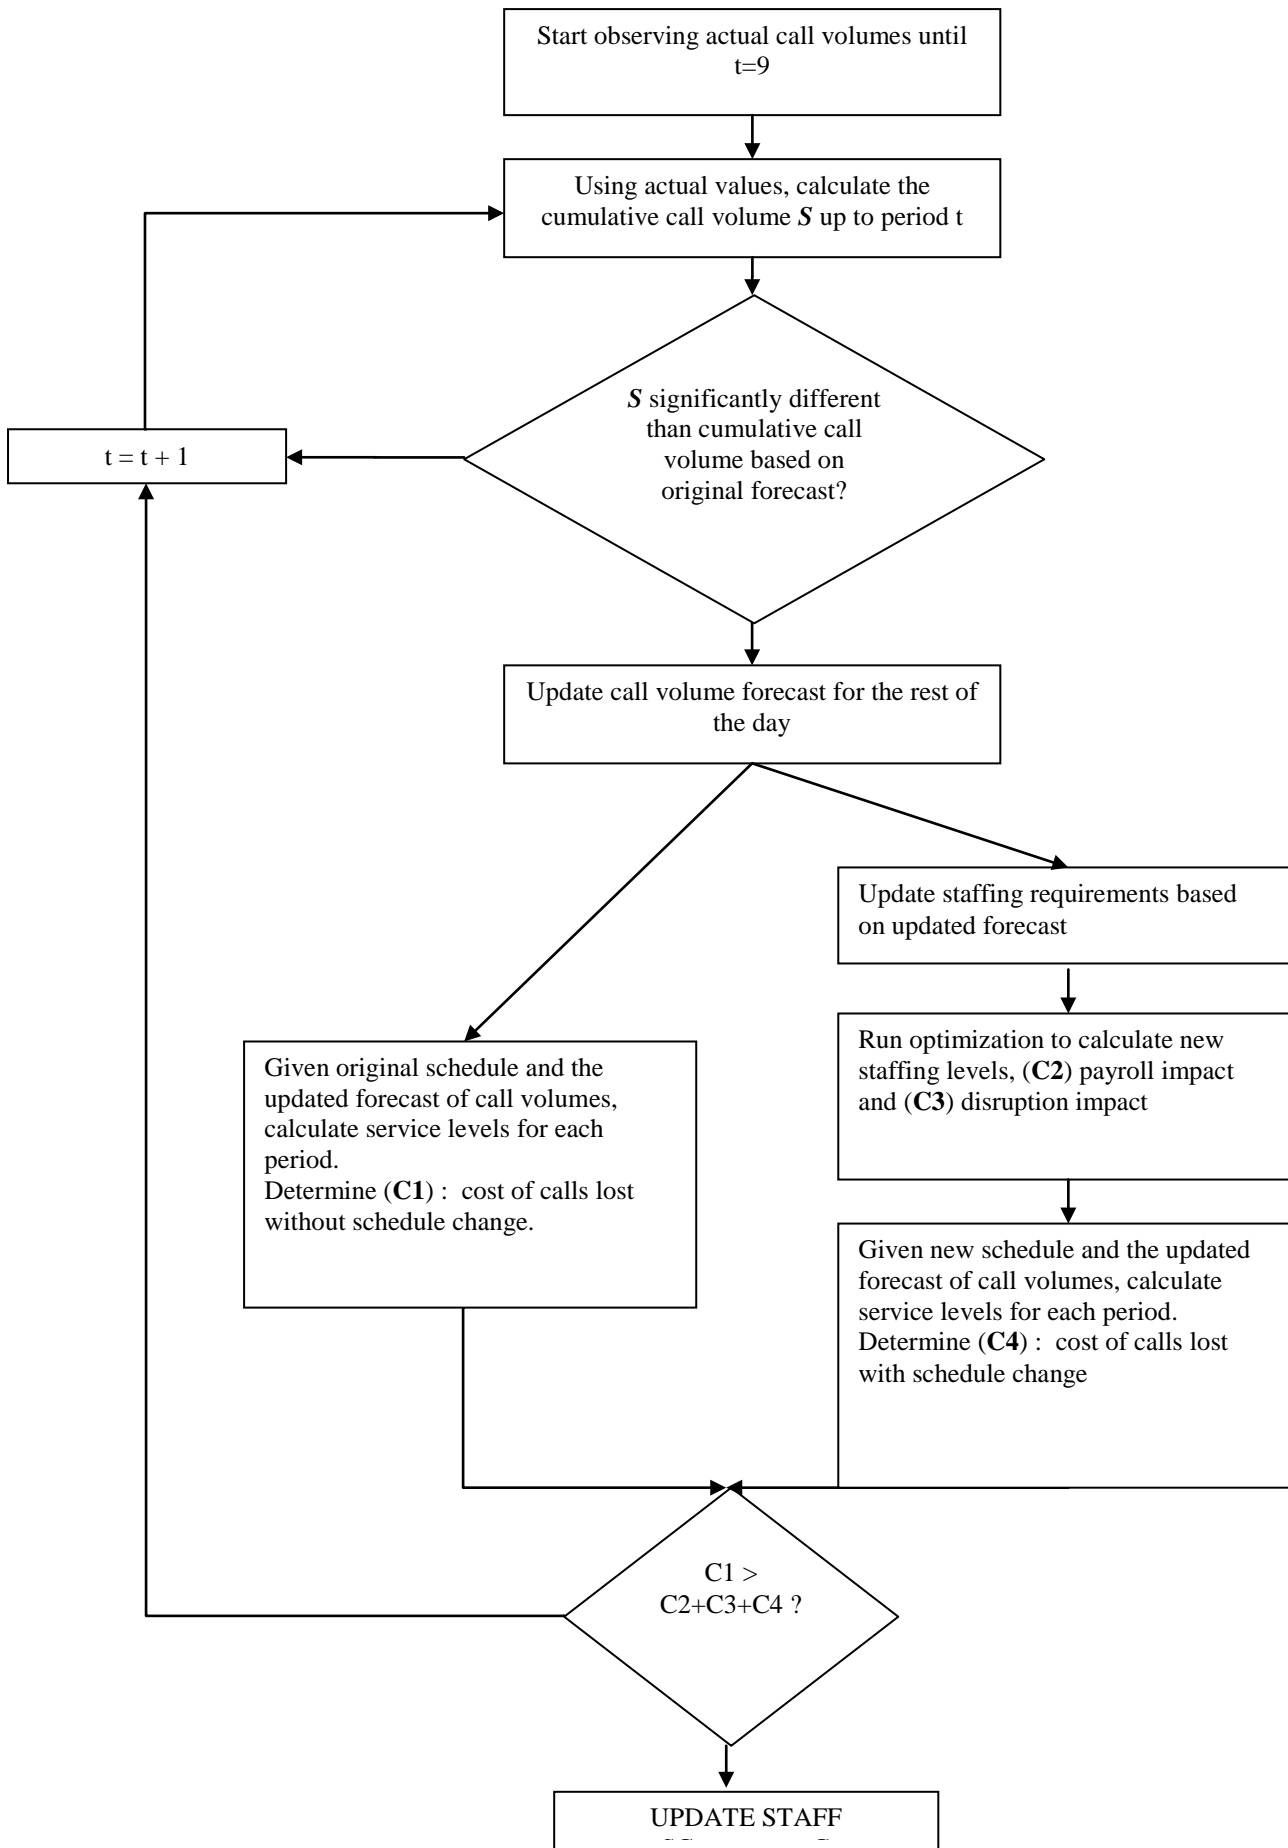 Start observing actual call volumes until
t=9
Using actual values, calculate the
cumulative call volume S up to period t
S significantly different
than cumulative call
volume based on
original forecast?
t = t + 1
Update call volume forecast for the rest of
the day
Update staffing requirements based
on updated forecast
Given original schedule and the
updated forecast of call volumes,
calculate service levels for each
period.
Determine (C1) :  cost of calls lost
without schedule change.
Run optimization to calculate new
staffing levels, (C2) payroll impact
and (C3) disruption impact
Given new schedule and the updated
forecast of call volumes, calculate
service levels for each period.
Determine (C4) :  cost of calls lost
with schedule change
C1 >
C2+C3+C4 ?
UPDATE STAFF